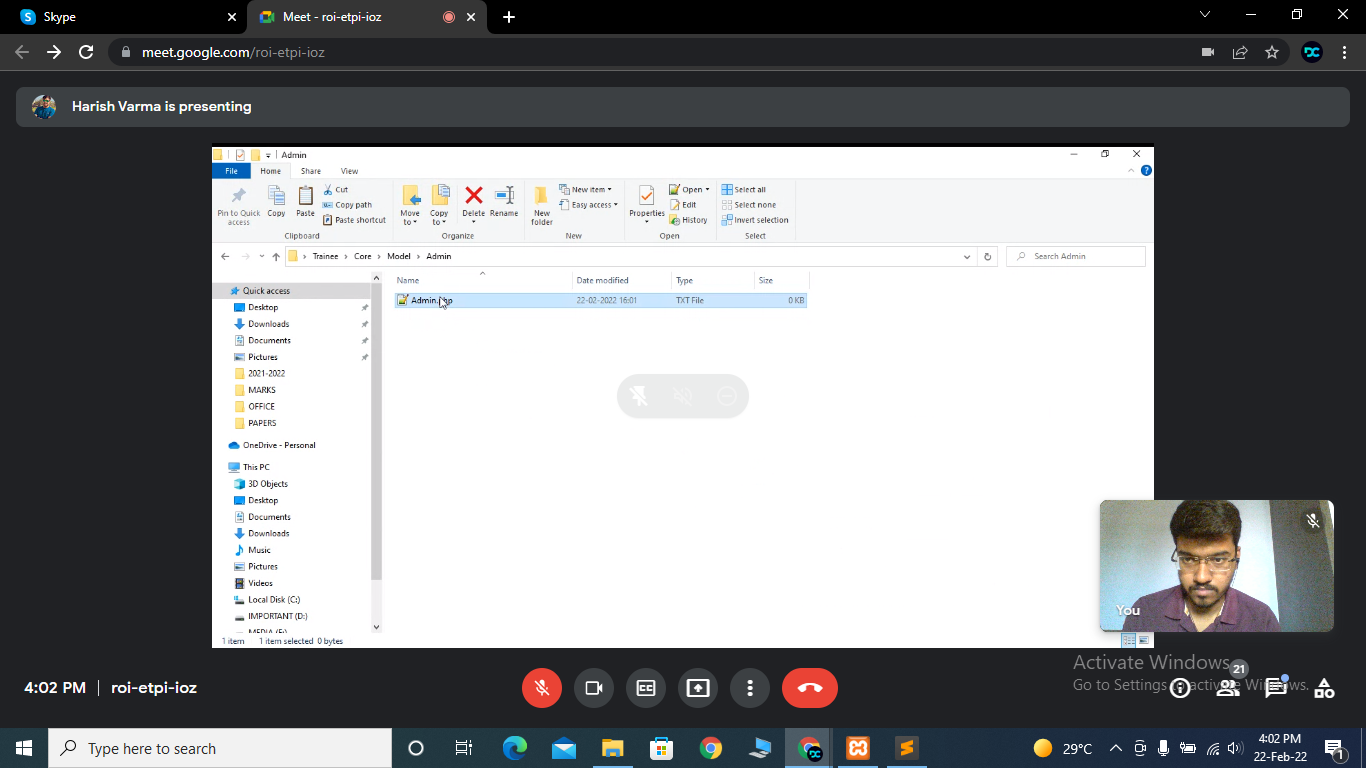 Skype
Meet - roi-etpi-ioz
meet.google.com/roi-etpi-ioz
Harish Varma is presenting
Admin
File Home Share View
Pin to Quick access
Copy
Paste
Cut
Copy path
Paste shortcut
Clipboard
Move to
Copy to
Delete
Rename
Organize
New folder
New item
Easy access
New
Properties
Open
Edit
History
Open
Select all
Select none
Invert selection
Select
Trainee > Core > Model > Admin
Search Admin
Name Date modified Type Size
22-02-2022 16:01 TXT File 0 KB
Quick access
Desktop
Downloads
Documents
Pictures
2021-2022
MARKS
OFFICE
PAPERS
OneDrive - Personal
This PC
3D Objects
Desktop
Documents
Downloads
Music
Pictures
Videos
Local Disk (C:)
IMPORTANT (D:)
1 item 1 item selected 0 bytes
You
Activate Windows
Go to Settings
21
4:02 PM | roi-etpi-ioz
Type here to search
29°C
4:02 PM
22-Feb-22
1